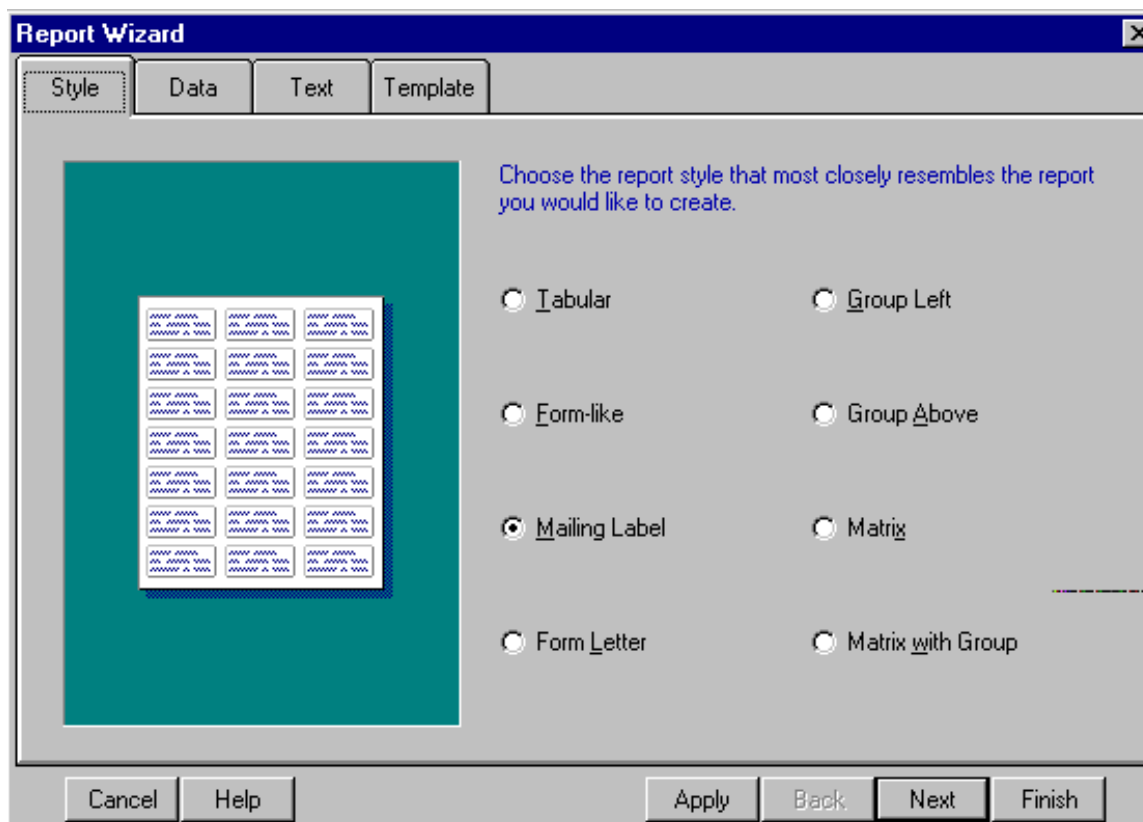 Report Wizard
Style Data Text Template
Choose the report style that most closely resembles the report
you would like to create.
Tabular Group Left
Form-like Group Above
Mailing Label Matrix
Form Letter Matrix with Group
Cancel Help Apply Back Next Finish